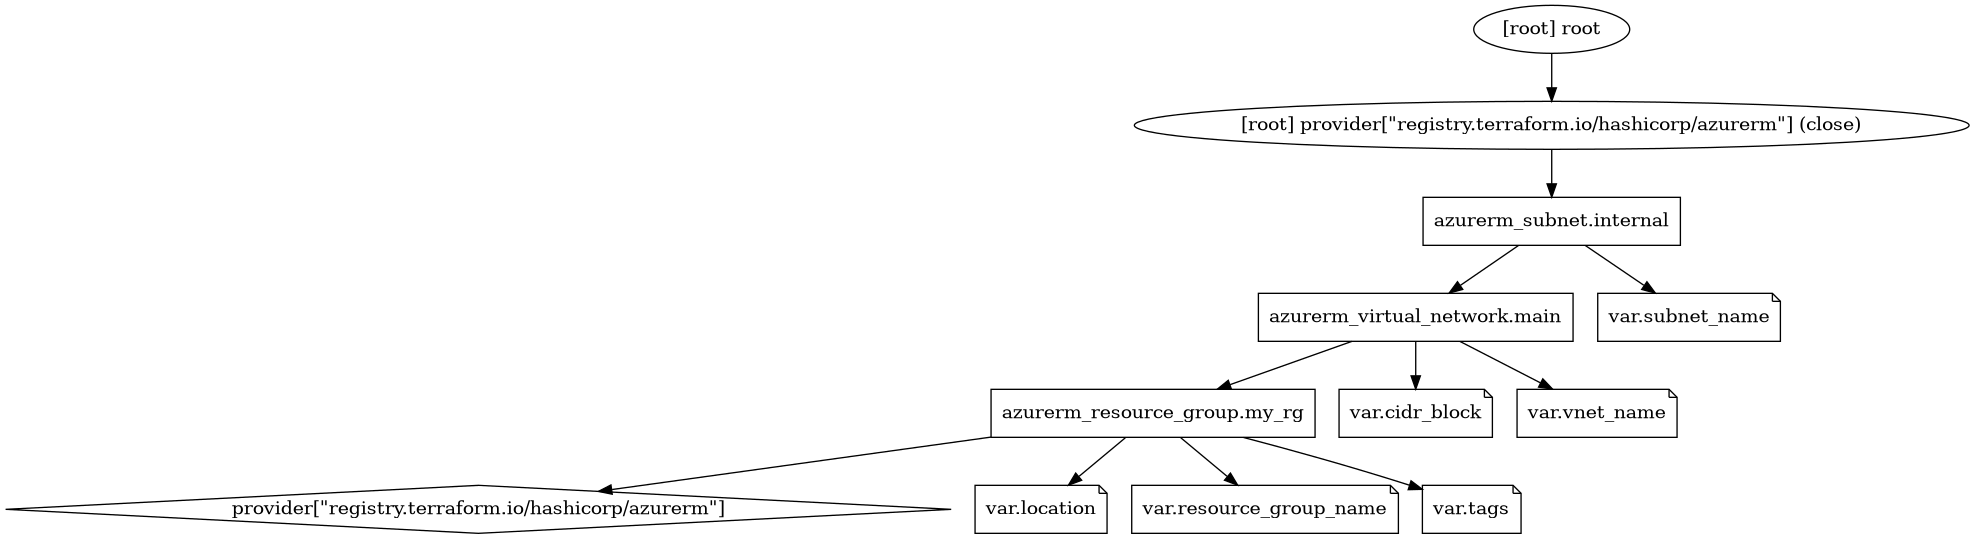 [root] root
[root] provider[\"registry.terraform.io/hashicorp/azurerm\"] (close)
azurerm_subnet.internal
azurerm_virtual_network.main
var.subnet_name
azurerm_resource_group.my_rg
var.cidr_block
var.vnet_name
provider[\"registry.terraform.io/hashicorp/azurerm\"]
var.location
var.resource_group_name
var.tags